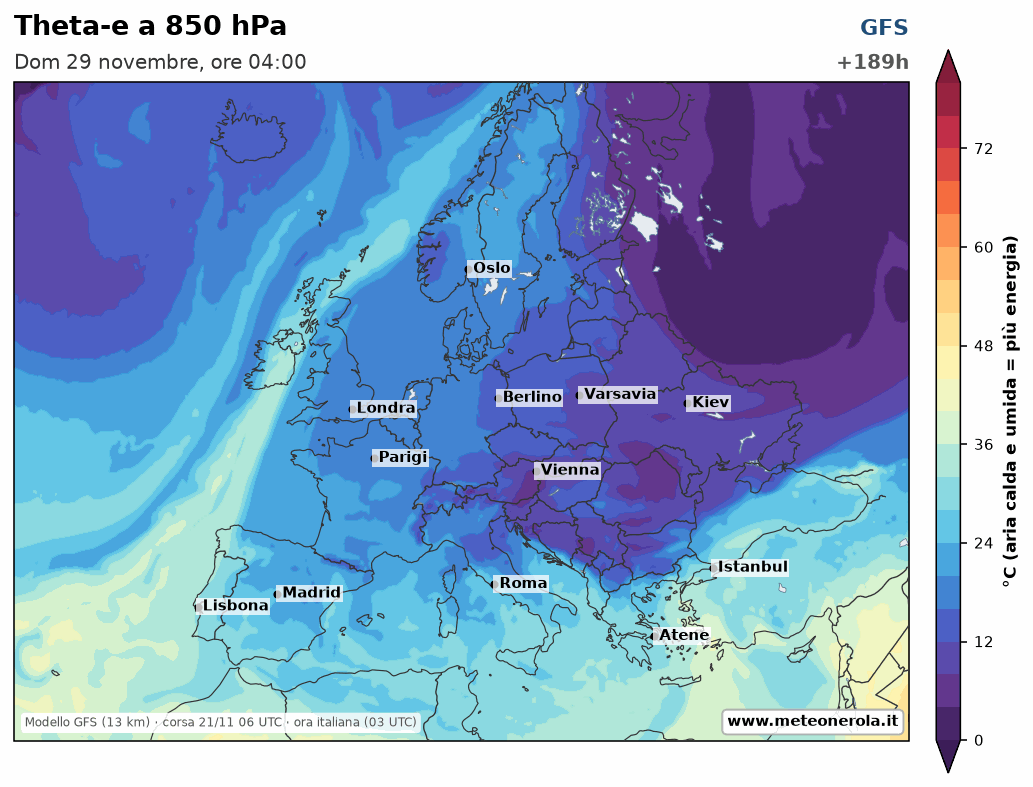 Theta-e a 850 hPa
GFS
Dom 29 novembre, ore 04:00
+189h
Oslo
Londra
Berlino
Varsavia
Kiev
Parigi
Vienna
Roma
Istanbul
Madrid
Lisbona
Atene
Modello GFS (13 km) · corsa 21/11 06 UTC · ora italiana (03 UTC)
www.meteonerola.it
72
60
48
36
24
12
0
°C (aria calda e umida = più energia)